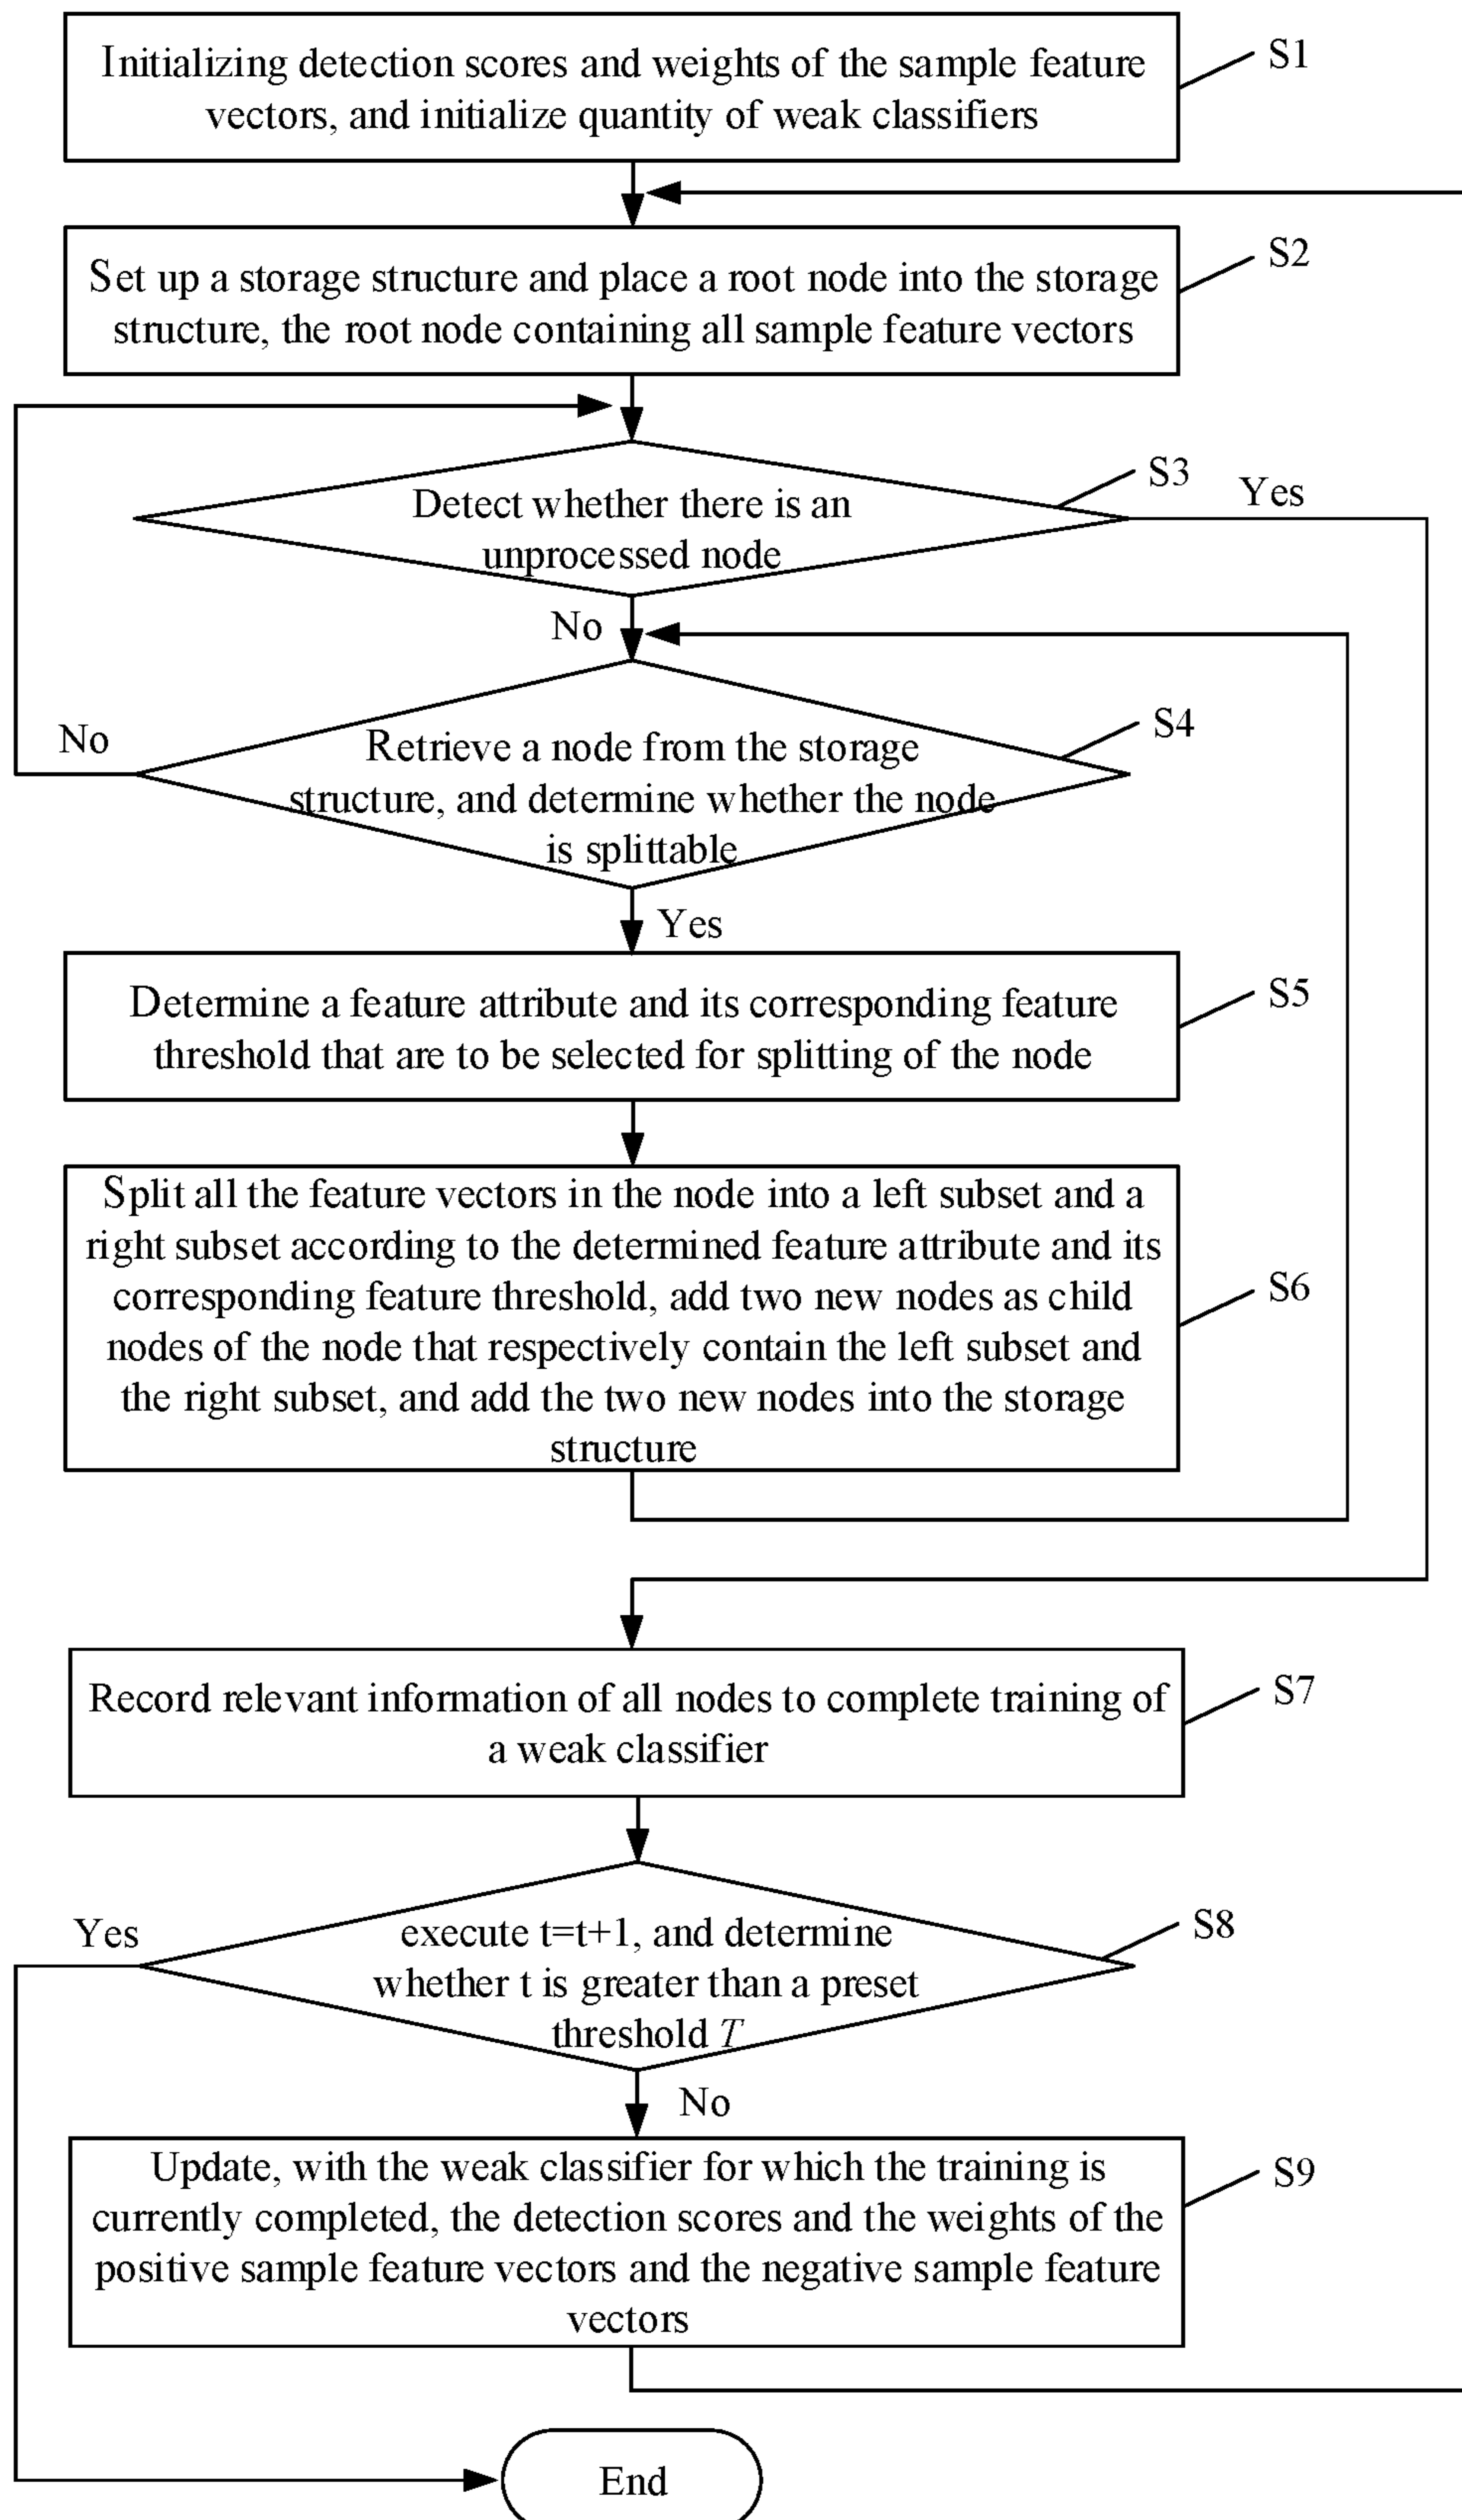 Initializing detection scores and weights of the sample feature
vectors, and initialize quantity of weak classifiers
S1
Set up a storage structure and place a root node into the storage
structure, the root node containing all sample feature vectors
S2
Detect whether there is an
unprocessed node
S3
Yes
No
Retrieve a node from the storage
structure, and determine whether the node
is splittable
S4
No
Yes
Determine a feature attribute and its corresponding feature
threshold that are to be selected for splitting of the node
S5
Split all the feature vectors in the node into a left subset and a
right subset according to the determined feature attribute and its
corresponding feature threshold, add two new nodes as child
nodes of the node that respectively contain the left subset and
the right subset, and add the two new nodes into the storage
structure
S6
Record relevant information of all nodes to complete training of
a weak classifier
S7
Yes
execute t=t+1, and determine
whether t is greater than a preset
threshold T
S8
No
Update, with the weak classifier for which the training is
currently completed, the detection scores and the weights of the
positive sample feature vectors and the negative sample feature
vectors
S9
End